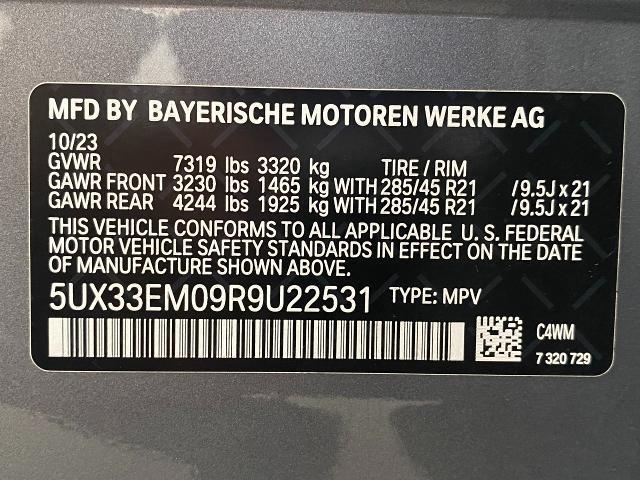 MFD BY BAYERISCHE MOTOREN WERKE AG
10/23
GVWR 7319 lbs 3320 kg TIRE / RIM
GAWR FRONT 3230 lbs 1465 kg WITH 285/45 R21 /9.5J x 21
GAWR REAR 4244 lbs 1925 kg WITH 285/45 R21 /9.5J x 21
THIS VEHICLE CONFORMS TO ALL APPLICABLE U. S. FEDERAL
MOTOR VEHICLE SAFETY STANDARDS IN EFFECT ON THE DATE
OF MANUFACTURE SHOWN ABOVE.
5UX33EM09R9U22531 TYPE: MPV
C4WM
7 320 729